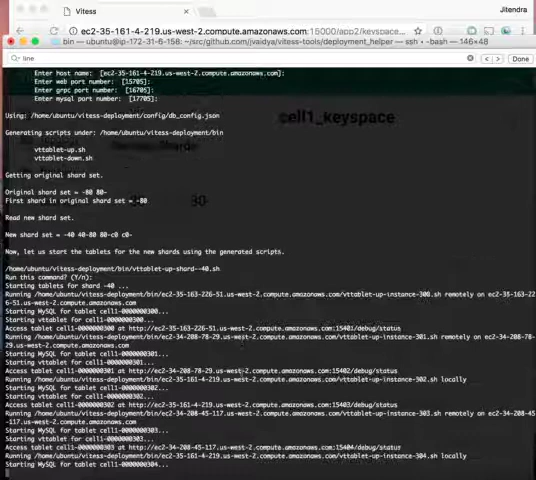 Vitess
Jitendra
ec2-35-161-4-219.us-west-2.compute.amazonaws.com:15000/app2/keyspace...
bin — ubuntu@ip-172-31-6-158: ~/src/github.com/jvaidya/vitess-tools/deployment_helper — ssh • -bash — 146×48
line
Done
Enter host name: [ec2-35-161-4-219.us-west-2.compute.amazonaws.com]:
Enter web port number: [15705]:
Enter grpc port number: [16705]:
Enter mysql port number: [17705]:
Using: /home/ubuntu/vitess-deployment/config/db_config.json
cell1_keyspace
Generating scripts under: /home/ubuntu/vitess-deployment/bin
vttablet-up.sh
vttablet-down.sh
Getting original shard set.
Original shard set = -80 80-
First shard in original shard set = -80
80-
Read new shard set.
New shard set = -40 40-80 80-c0 c0-
Now, let us start the tablets for the new shards using the generated scripts.
/home/ubuntu/vitess-deployment/bin/vttablet-up-shard--40.sh
Run this command? (Y/n):
Starting tablets for shard -40 ...
Running /home/ubuntu/vitess-deployment/bin/ec2-35-163-226-51.us-west-2.compute.amazonaws.com/vttablet-up-instance-300.sh remotely on ec2-35-163-22
6-51.us-west-2.compute.amazonaws.com
Starting MySQL for tablet cell1-0000000300...
Starting vttablet for cell1-0000000300...
Access tablet cell1-0000000300 at http://ec2-35-163-226-51.us-west-2.compute.amazonaws.com:15401/debug/status
Running /home/ubuntu/vitess-deployment/bin/ec2-34-208-78-29.us-west-2.compute.amazonaws.com/vttablet-up-instance-301.sh remotely on ec2-34-208-78-
29.us-west-2.compute.amazonaws.com
Starting MySQL for tablet cell1-0000000301...
Starting vttablet for cell1-0000000301...
Access tablet cell1-0000000301 at http://ec2-34-208-78-29.us-west-2.compute.amazonaws.com:15402/debug/status
Running /home/ubuntu/vitess-deployment/bin/ec2-35-161-4-219.us-west-2.compute.amazonaws.com/vttablet-up-instance-302.sh locally
Starting MySQL for tablet cell1-0000000302...
Starting vttablet for cell1-0000000302...
Access tablet cell1-0000000302 at http://ec2-35-161-4-219.us-west-2.compute.amazonaws.com:15403/debug/status
Running /home/ubuntu/vitess-deployment/bin/ec2-34-208-45-117.us-west-2.compute.amazonaws.com/vttablet-up-instance-303.sh remotely on ec2-34-208-45
-117.us-west-2.compute.amazonaws.com
Starting MySQL for tablet cell1-0000000303...
Starting vttablet for cell1-0000000303...
Access tablet cell1-0000000303 at http://ec2-34-208-45-117.us-west-2.compute.amazonaws.com:15404/debug/status
Running /home/ubuntu/vitess-deployment/bin/ec2-35-161-4-219.us-west-2.compute.amazonaws.com/vttablet-up-instance-304.sh locally
Starting MySQL for tablet cell1-0000000304...